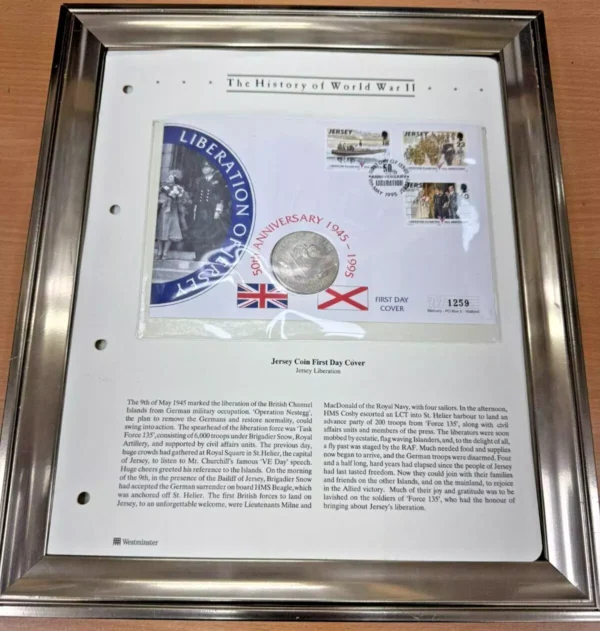 The History of World War II
LIBERATION OF JERSEY
50TH ANNIVERSARY 1945 - 1995
JERSEY
JERSEY
JERSEY
50
ANNIVERSARY
LIBERATION
MAY 1995
FIRST DAY
COVER
1259
Jersey Coin First Day Cover
Jersey Liberation
The 9th of May 1945 marked the liberation of the British Channel
Islands from German military occupation. 'Operation Nestegg',
the plan to remove the Germans and restore normality, could
swing into action. The spearhead of the liberation force was 'Task
Force 135', consisting of 6,000 troops under Brigadier Snow, Royal
Artillery, and supported by civil affairs units. The previous day,
huge crowds had gathered at Royal Square in St. Helier, the capital
of Jersey, to listen to Mr. Churchill's famous 'VE Day' speech.
Huge cheers greeted his reference to the Islands. On the morning
of the 9th, in the presence of the Bailiff of Jersey, Brigadier Snow
had accepted the German surrender on board HMS Beagle, which
was anchored off St. Helier. The first British forces to land on
Jersey, to an unforgettable welcome, were Lieutenants Milne and
MacDonald of the Royal Navy, with four sailors. In the afternoon,
HMS Cosby escorted an LCT into St. Helier harbour to land an
advance party of 200 troops from 'Force 135', along with civil
affairs units and members of the press. The liberators were soon
mobbed by ecstatic, flag waving Islanders, and, to the delight of all,
a fly past was staged by the RAF. Much needed food and supplies
now began to arrive, and the German troops were disarmed. Four
and a half long, hard years had elapsed since the people of Jersey
had last tasted freedom. Now they could join with their families
and friends on the other Islands, and on the mainland, to rejoice
in the Allied victory. Much of their joy and gratitude was to be
lavished on the soldiers of 'Force 135', who had the honour of
bringing about Jersey's liberation.
Westminster